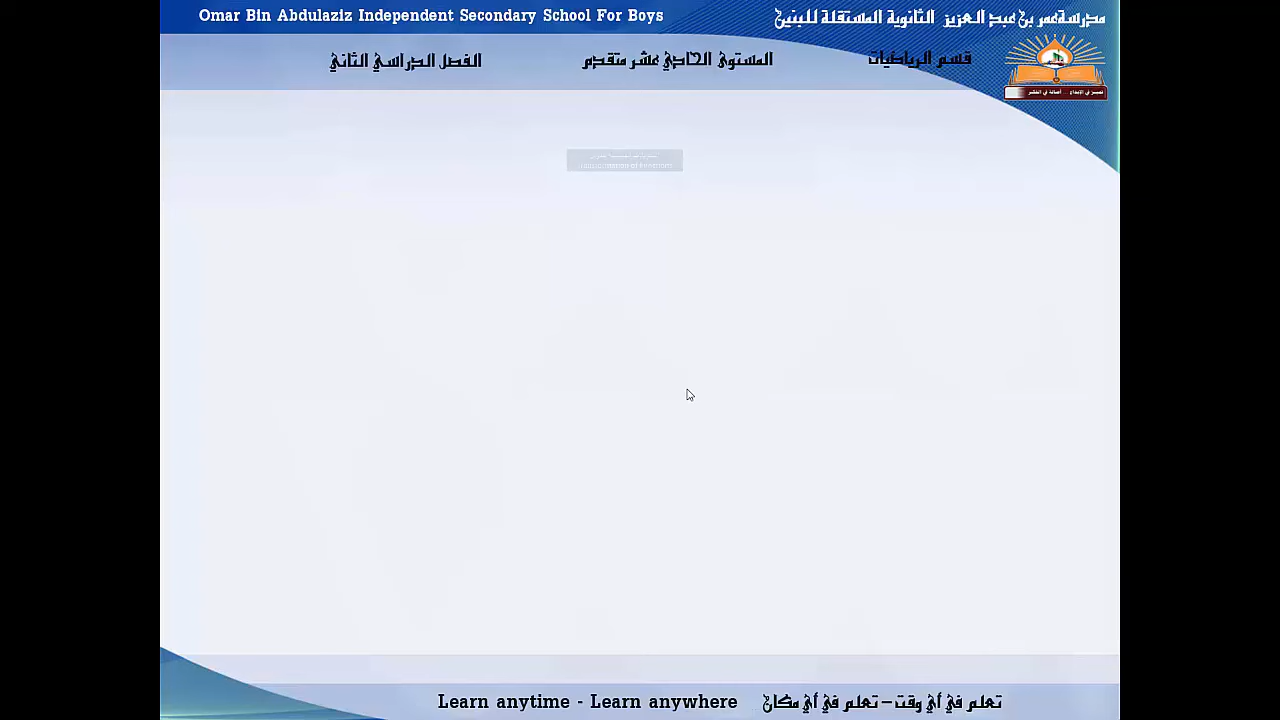 Omar Bin Abdulaziz Independent Secondary School For Boys
مدرسة عمر بن عبد العزيز الثانوية المستقلة للبنين
قسم الرياضيات
المستوى الحادي عشر متقدم
الفصل الدراسي الثاني
Learn anytime - Learn anywhere
تعلم في أي وقت – تعلم في أي مكان